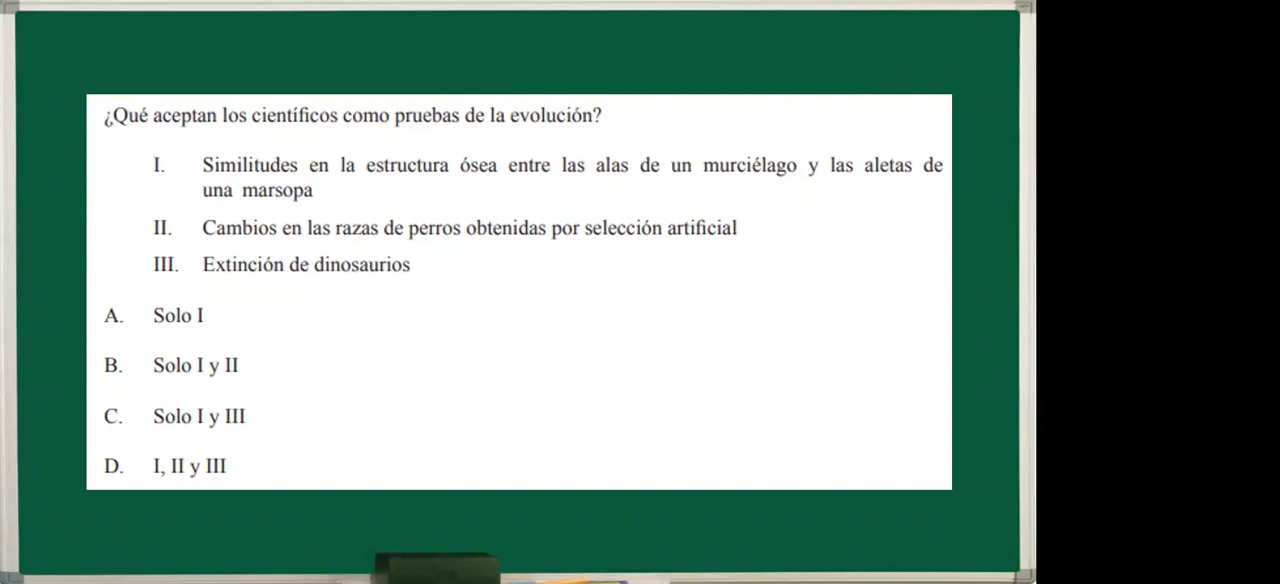 ¿Qué aceptan los científicos como pruebas de la evolución?
I. Similitudes en la estructura ósea entre las alas de un murciélago y las aletas de
una marsopa
II. Cambios en las razas de perros obtenidas por selección artificial
III. Extinción de dinosaurios
A. Solo I
B. Solo I y II
C. Solo I y III
D. I, II y III